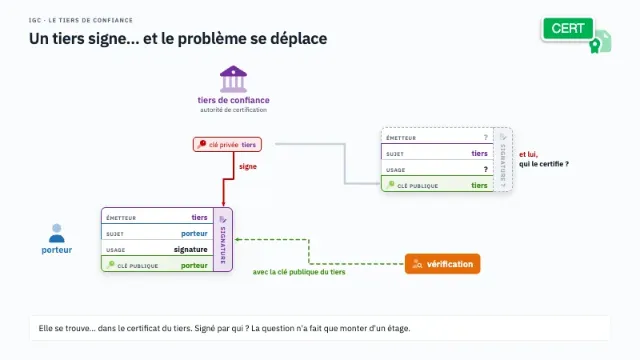 IGC · LE TIERS DE CONFIANCE
Un tiers signe... et le problème se déplace
CERT
tiers de confiance
autorité de certification
clé privée tiers
signe
ÉMETTEUR ?
SUJET tiers
USAGE ?
CLÉ PUBLIQUE tiers
SIGNATURE ?
et lui,
qui le certifie ?
porteur
ÉMETTEUR tiers
SUJET porteur
USAGE signature
CLÉ PUBLIQUE porteur
SIGNATURE
vérification
avec la clé publique du tiers
Elle se trouve... dans le certificat du tiers. Signé par qui ? La question n'a fait que monter d'un étage.